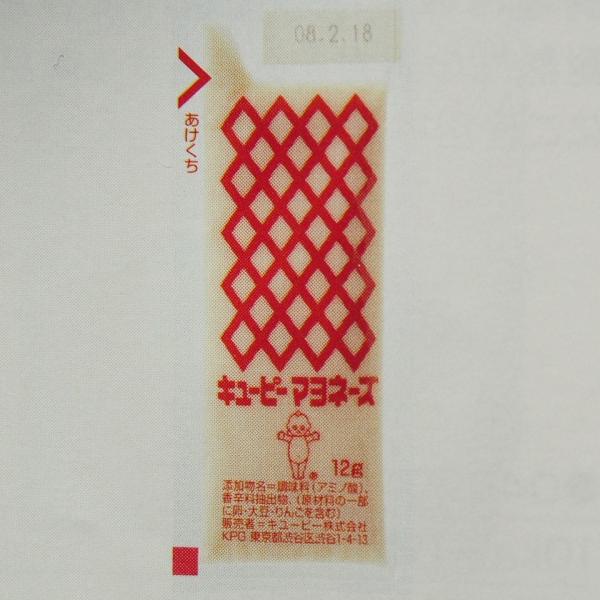 08.2.18
あけくち
キューピー マヨネーズ
® 12g
添加物名=調味料(アミノ酸)、
香辛料抽出物、(原材料の一部
に卵・大豆・りんごを含む)
販売者=キユーピー株式会社
KPG 東京都渋谷区渋谷1-4-13